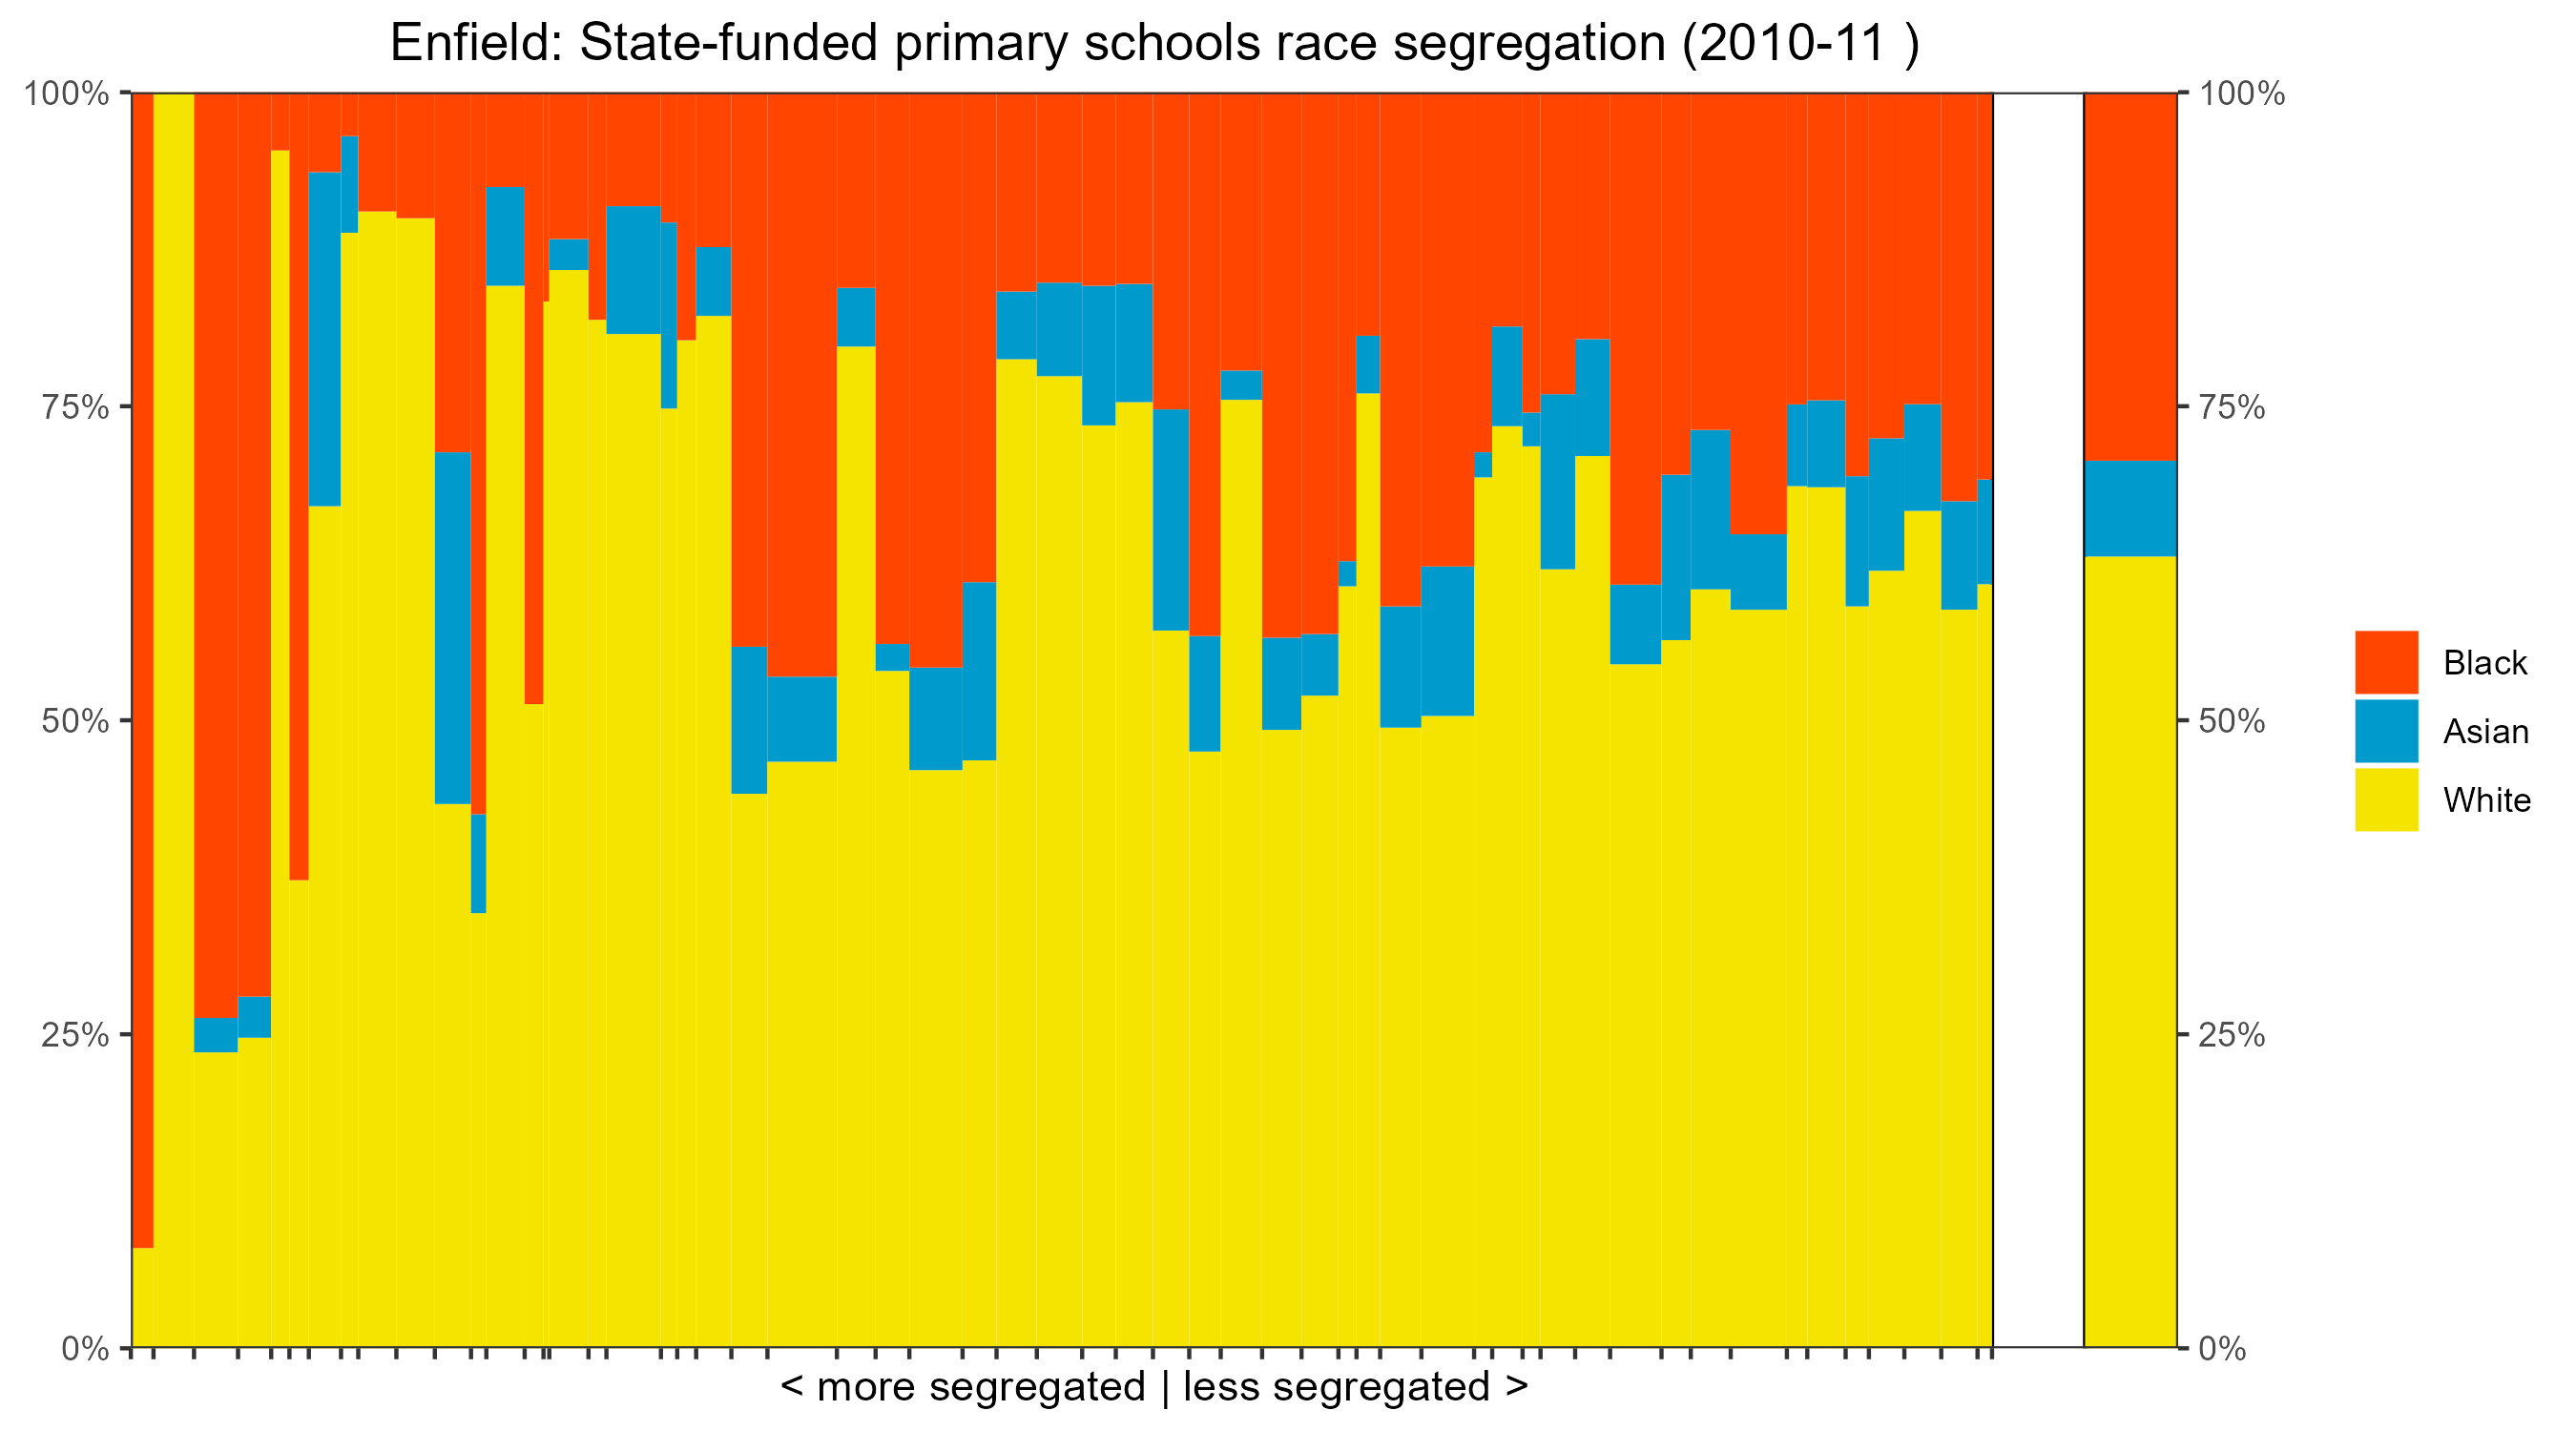 Enfield: State-funded primary schools race segregation (2010-11 )
100%
75%
50%
25%
0%
100%
75%
50%
25%
0%
Black
Asian
White
< more segregated | less segregated >